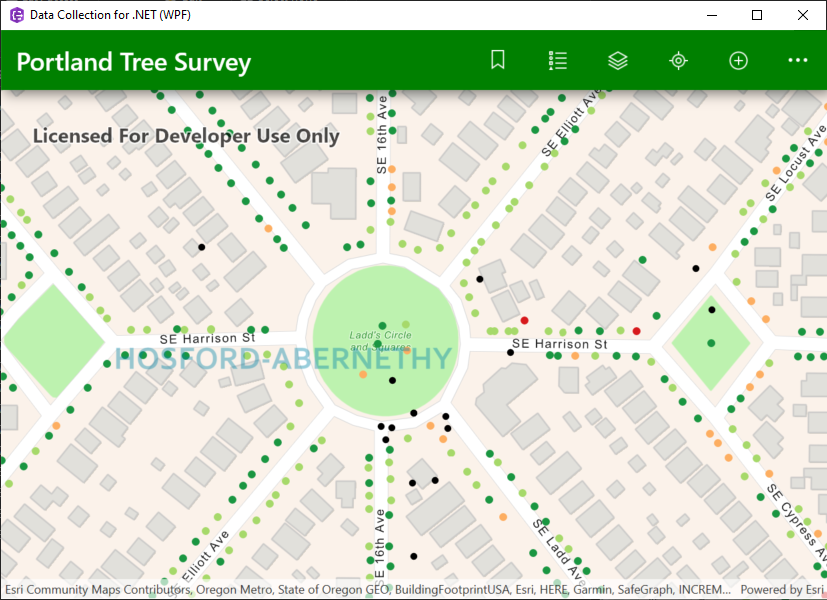 Data Collection for .NET (WPF)
Portland Tree Survey
Licensed For Developer Use Only
SE 16th Ave
SE Elliott Ave
SE Locust Ave
Ladd's Circle
and Squares
SE Harrison St
SE Harrison St
HOSFORD-ABERNETHY
SE Elliott Ave
SE 16th Ave
SE Ladd Ave
SE Cypress Av
Esri Community Maps Contributors, Oregon Metro, State of Oregon GEO, BuildingFootprintUSA, Esri, HERE, Garmin, SafeGraph, INCREM...
Powered by Esri